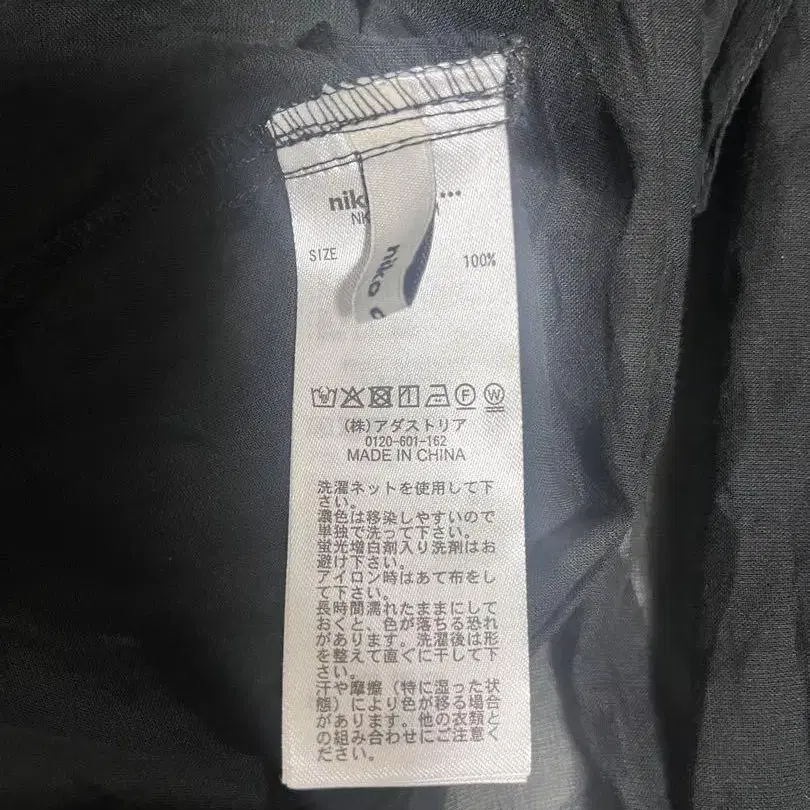 nik ...
NK
SIZE 100%
niko
(株)アダストリア
0120-601-162
MADE IN CHINA
洗濯ネットを使用して下
さい。
濃色は移染しやすいので
単独で洗って下さい。
蛍光増白剤入り洗剤はお
避け下さい。
アイロン時はあて布をし
て下さい。
長時間濡れたままにして
おくと、色が落ちる恐れ
があります。洗濯後は形
を整えて直ぐに干して下
さい。
汗や摩擦(特に湿った状
態)により色が移る場合
があります。他の衣類と
の組み合わせにご注意く
ださい。